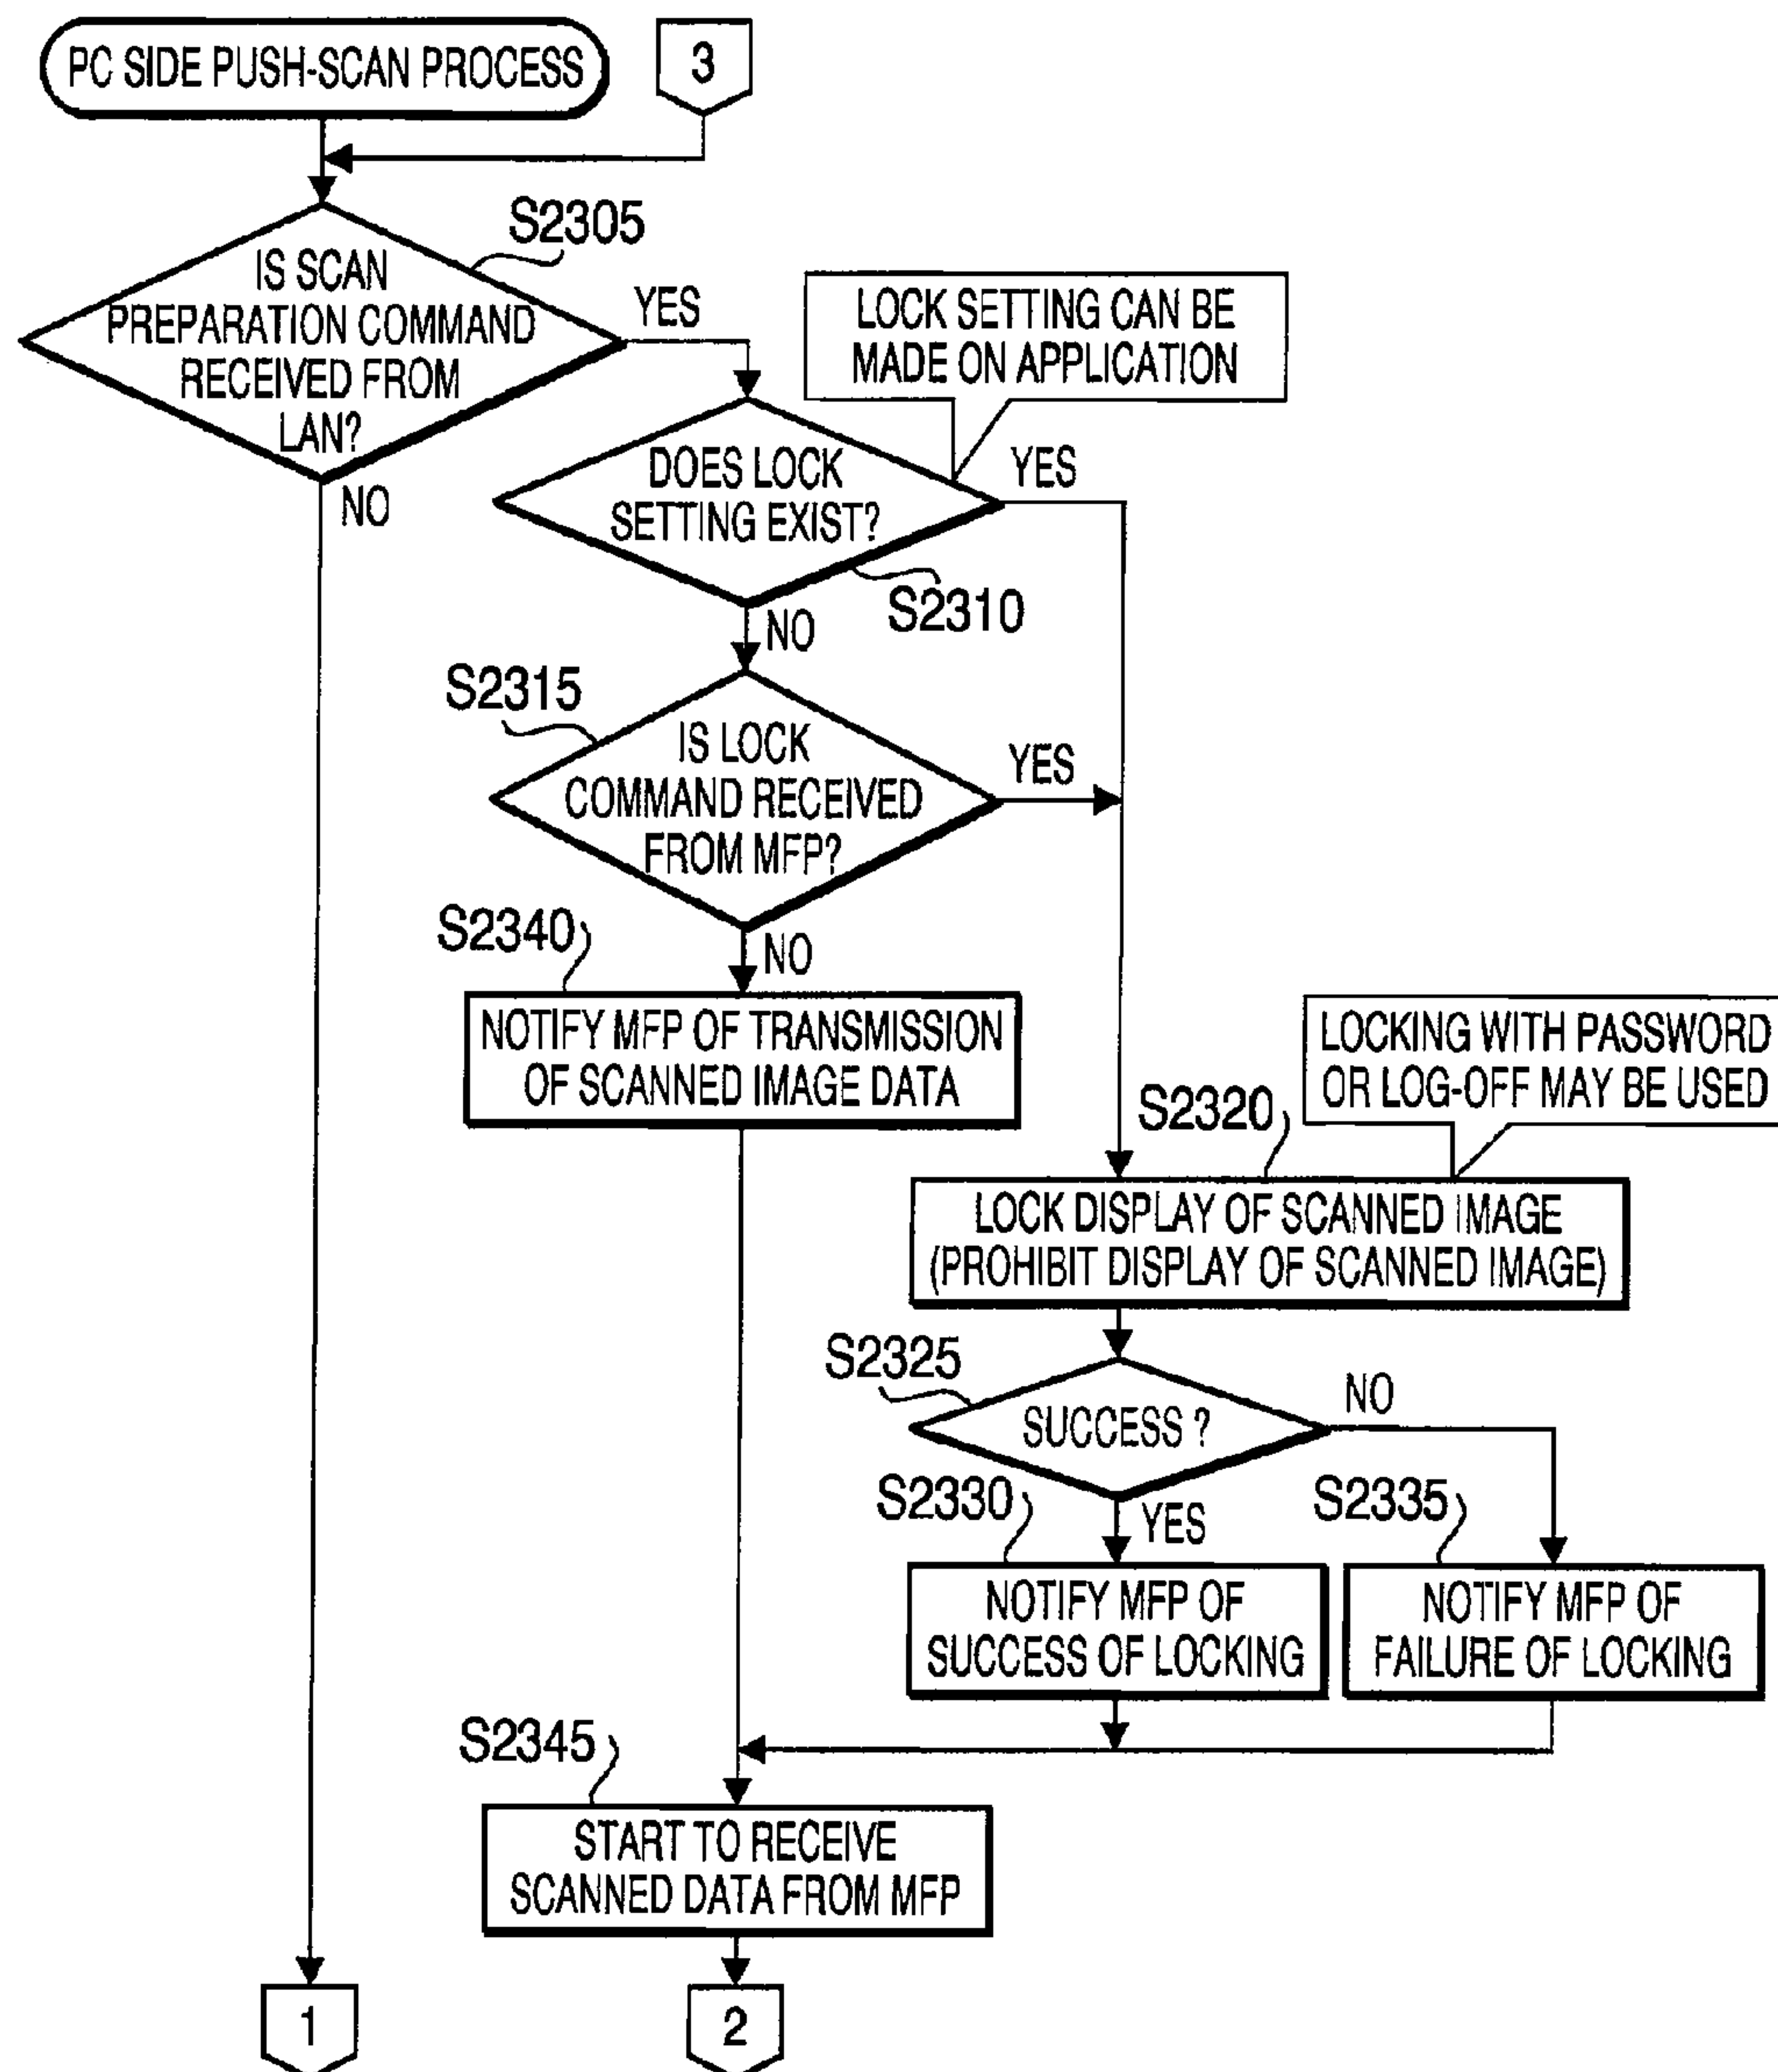 PC SIDE PUSH-SCAN PROCESS
3
S2305
IS SCAN
PREPARATION COMMAND
RECEIVED FROM
LAN?
YES
NO
LOCK SETTING CAN BE
MADE ON APPLICATION
DOES LOCK
SETTING EXIST?
YES
S2310
NO
S2315
IS LOCK
COMMAND RECEIVED
FROM MFP?
YES
NO
S2340
NOTIFY MFP OF TRANSMISSION
OF SCANNED IMAGE DATA
LOCKING WITH PASSWORD
OR LOG-OFF MAY BE USED
S2320
LOCK DISPLAY OF SCANNED IMAGE
(PROHIBIT DISPLAY OF SCANNED IMAGE)
S2325
SUCCESS ?
NO
YES
S2330
NOTIFY MFP OF
SUCCESS OF LOCKING
S2335
NOTIFY MFP OF
FAILURE OF LOCKING
S2345
START TO RECEIVE
SCANNED DATA FROM MFP
1
2